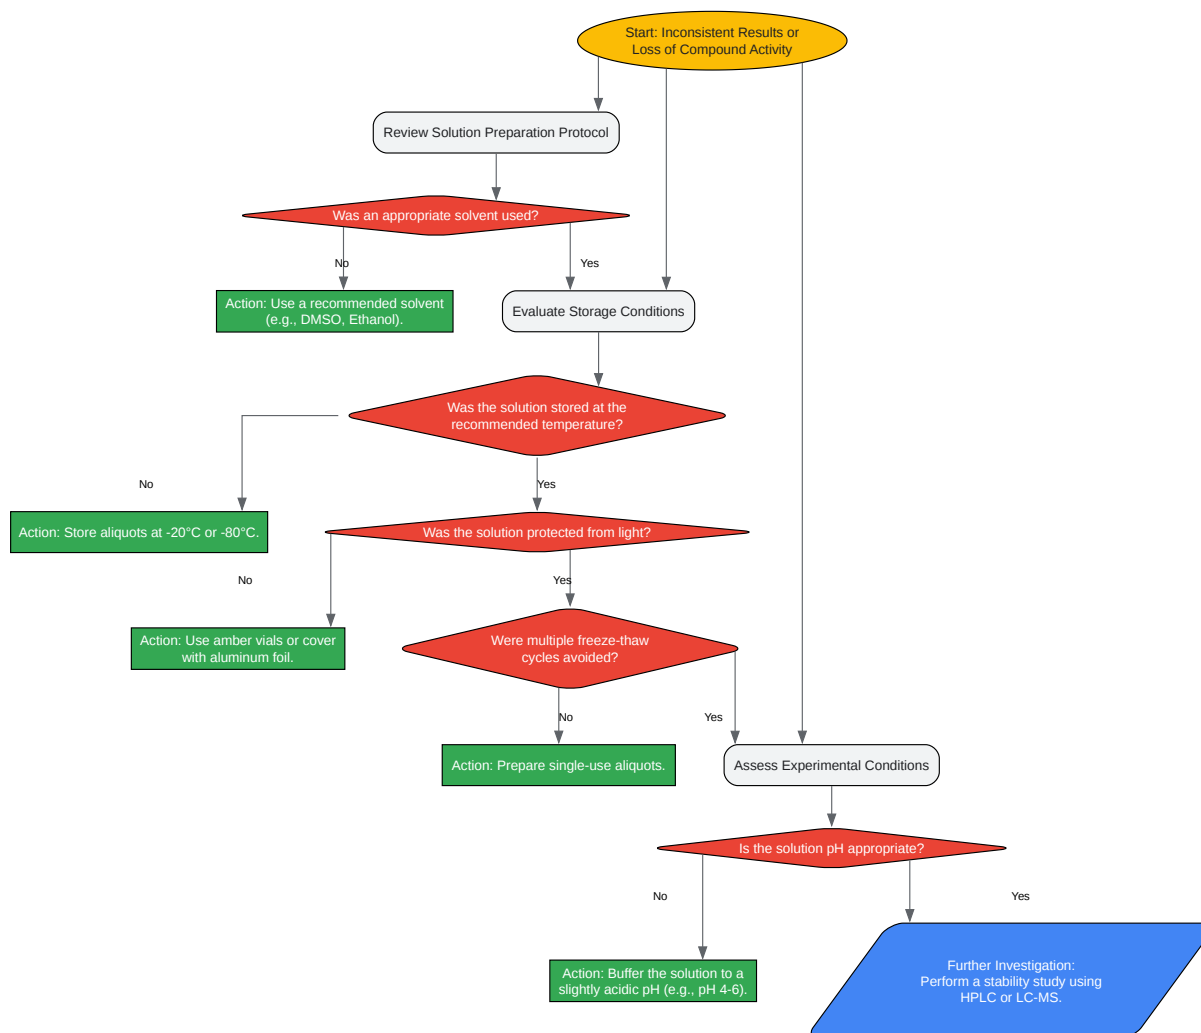 Start: Inconsistent Results or
Loss of Compound Activity
Review Solution Preparation Protocol
Was an appropriate solvent used?
No
Yes
Action: Use a recommended solvent
(e.g., DMSO, Ethanol).
Evaluate Storage Conditions
Was the solution stored at the
recommended temperature?
No
Yes
Action: Store aliquots at -20°C or -80°C.
Was the solution protected from light?
No
Yes
Action: Use amber vials or cover
with aluminum foil.
Were multiple freeze-thaw
cycles avoided?
No
Yes
Action: Prepare single-use aliquots.
Assess Experimental Conditions
Is the solution pH appropriate?
No
Yes
Action: Buffer the solution to a
slightly acidic pH (e.g., pH 4-6).
Further Investigation:
Perform a stability study using
HPLC or LC-MS.